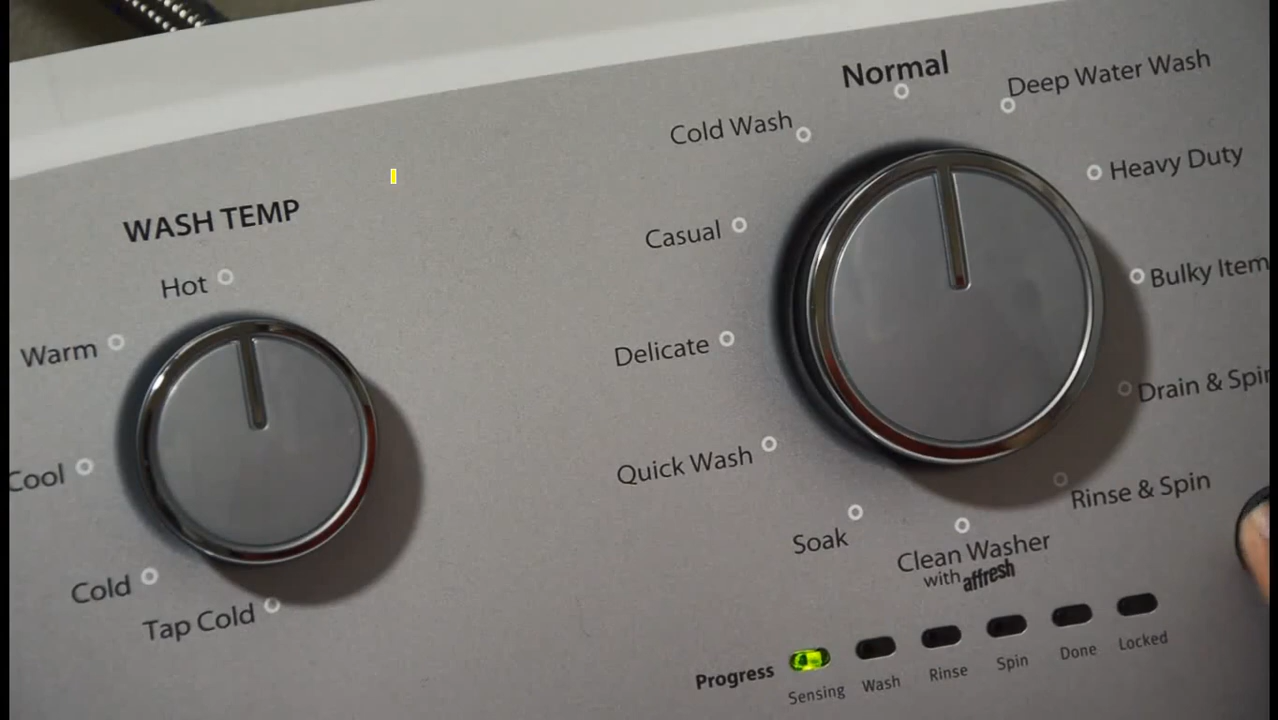 Normal
Deep Water Wash
Cold Wash
Heavy Duty
WASH TEMP
Casual
Hot
Bulky Item
Warm
Delicate
Drain & Spin
Cool
Quick Wash
Rinse & Spin
Soak
Clean Washer
with affresh
Cold
Tap Cold
Progress
Sensing
Wash
Rinse
Spin
Done
Locked